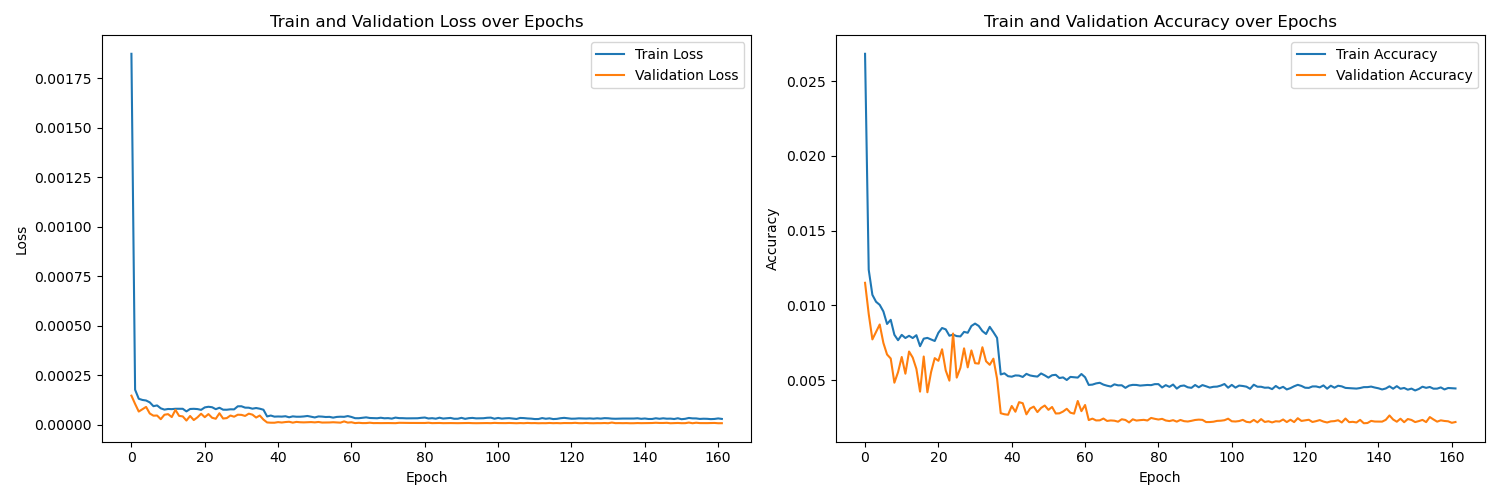 Train and Validation Loss over Epochs
Train Loss
Validation Loss
0.00175
0.00150
0.00125
0.00100
0.00075
0.00050
0.00025
0.00000
Loss
0 20 40 60 80 100 120 140 160
Epoch
Train and Validation Accuracy over Epochs
Train Accuracy
Validation Accuracy
0.025
0.020
0.015
0.010
0.005
Accuracy
0 20 40 60 80 100 120 140 160
Epoch